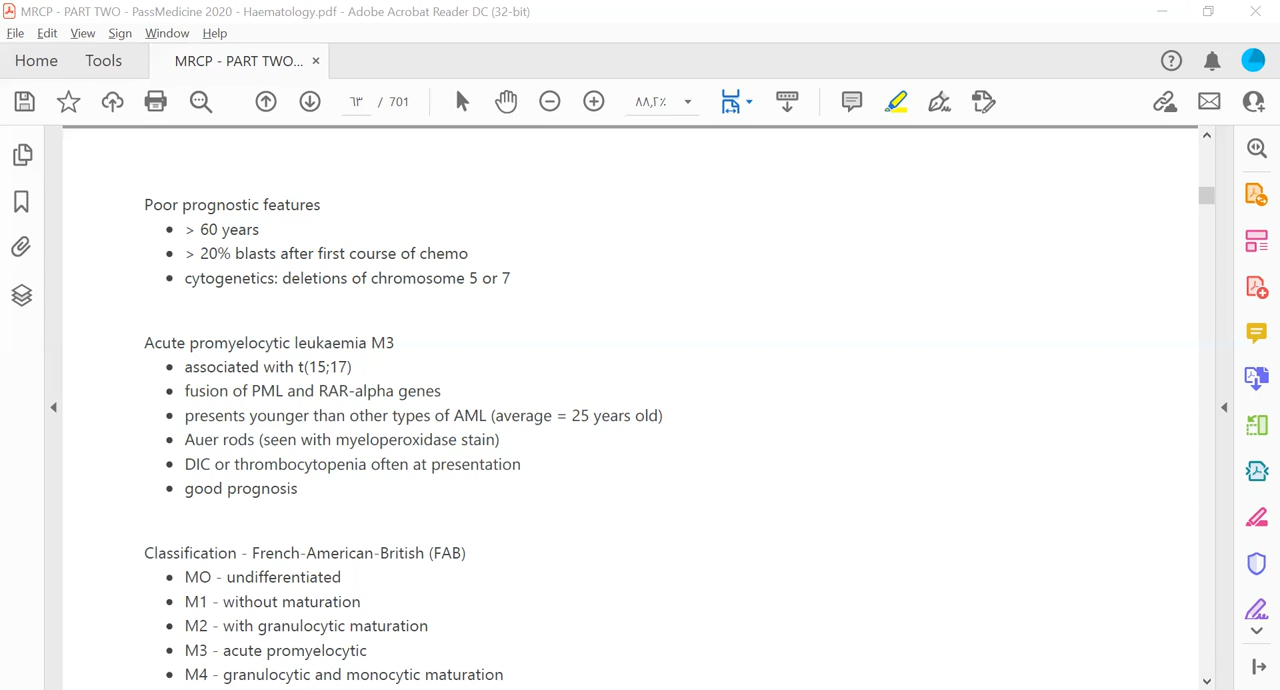 MRCP - PART TWO - PassMedicine 2020 - Haematology.pdf - Adobe Acrobat Reader DC (32-bit)
File Edit View Sign Window Help
Home Tools MRCP - PART TWO... ×
٦٣ / 701 ٨٨,٢٪
Poor prognostic features
• > 60 years
• > 20% blasts after first course of chemo
• cytogenetics: deletions of chromosome 5 or 7
Acute promyelocytic leukaemia M3
• associated with t(15;17)
• fusion of PML and RAR-alpha genes
• presents younger than other types of AML (average = 25 years old)
• Auer rods (seen with myeloperoxidase stain)
• DIC or thrombocytopenia often at presentation
• good prognosis
Classification - French-American-British (FAB)
• MO - undifferentiated
• M1 - without maturation
• M2 - with granulocytic maturation
• M3 - acute promyelocytic
• M4 - granulocytic and monocytic maturation